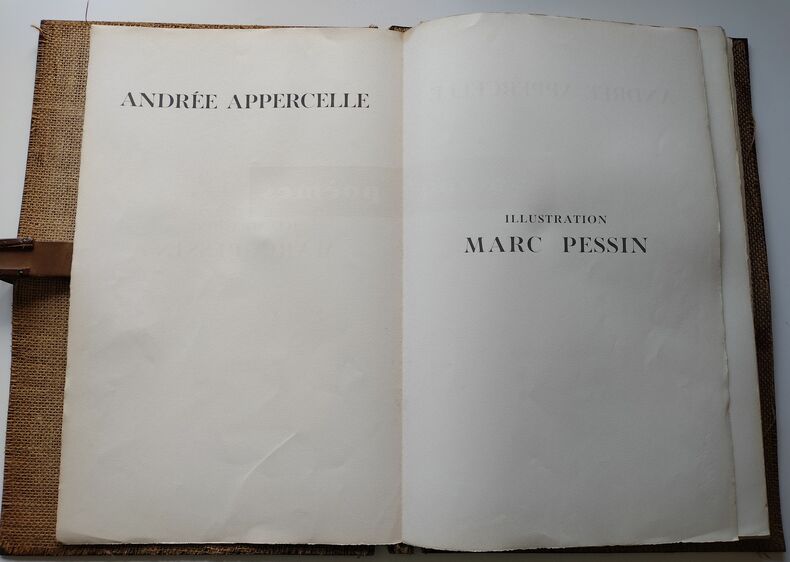 ANDRÉE APPERCELLE
ILLUSTRATION
MARC PESSIN